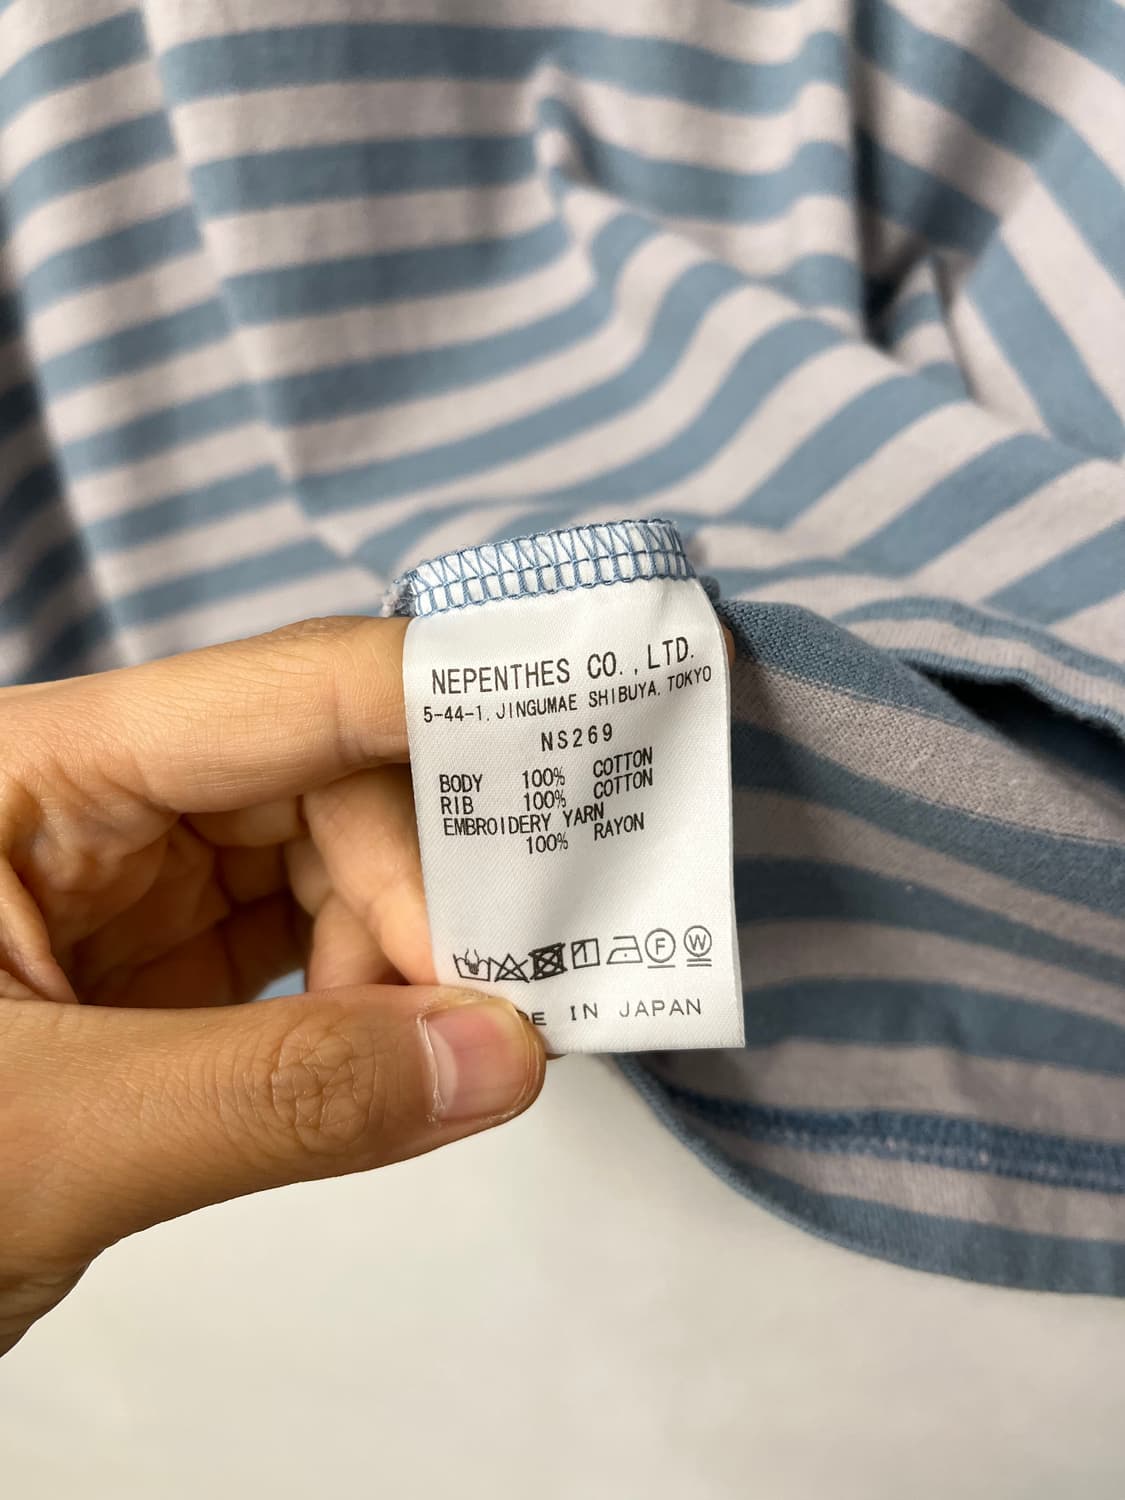 NEPENTHES CO.,LTD.
5-44-1, JINGUMAE SHIBUYA, TOKYO
NS269
BODY 100% COTTON
RIB 100% COTTON
EMBROIDERY YARN
100% RAYON
F W
IN JAPAN